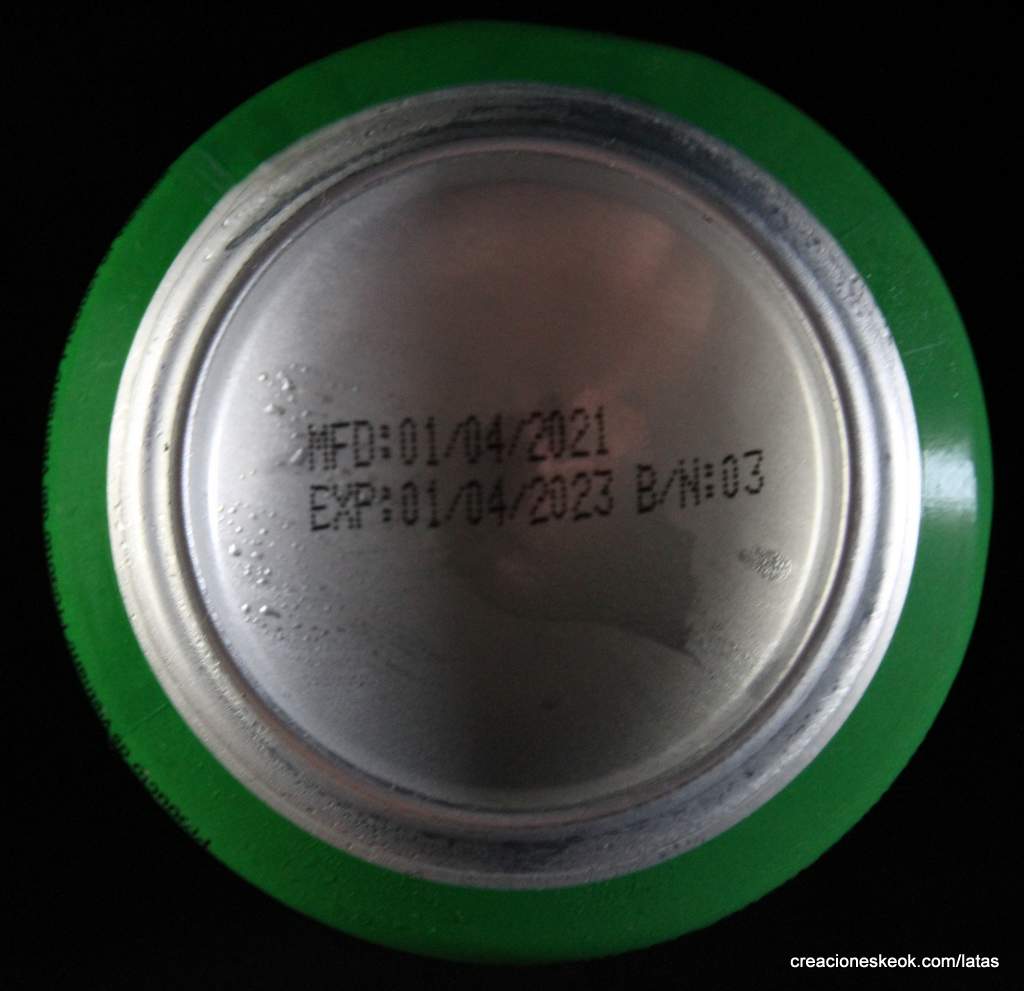 MFD:01/04/2021
EXP:01/04/2023 B/N:03
creacioneskeok.com/latas